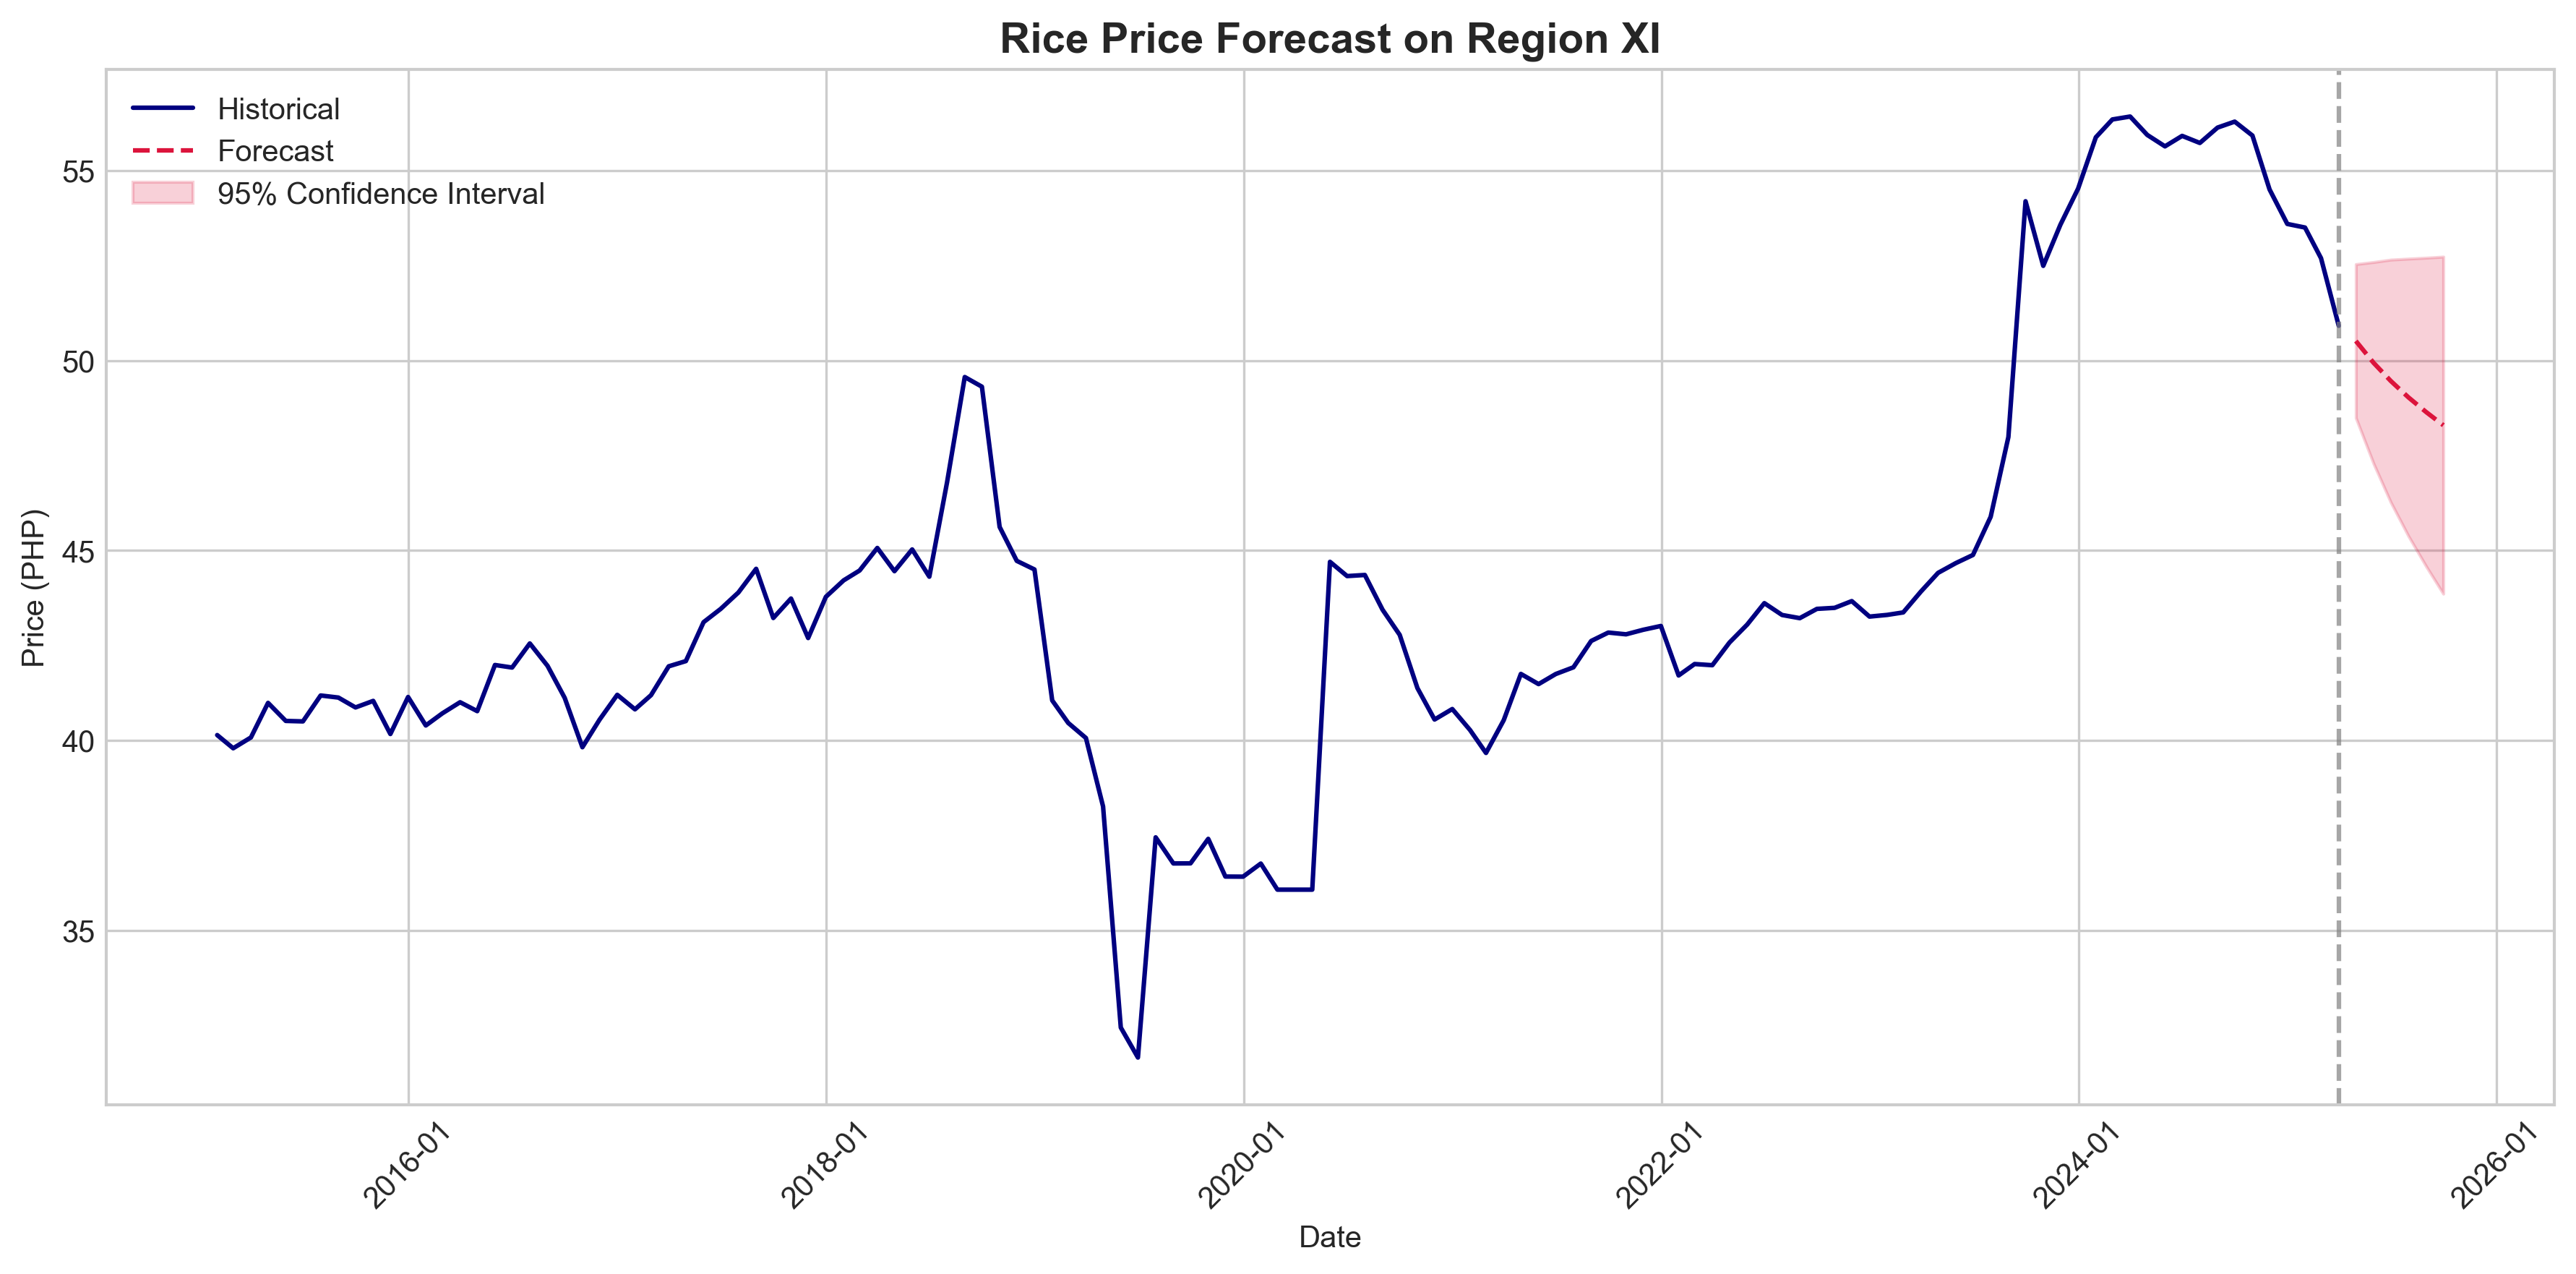 Rice Price Forecast on Region XI
Historical
Forecast
95% Confidence Interval
55
50
45
40
35
Price (PHP)
2016-01
2018-01
2020-01
2022-01
2024-01
2026-01
Date